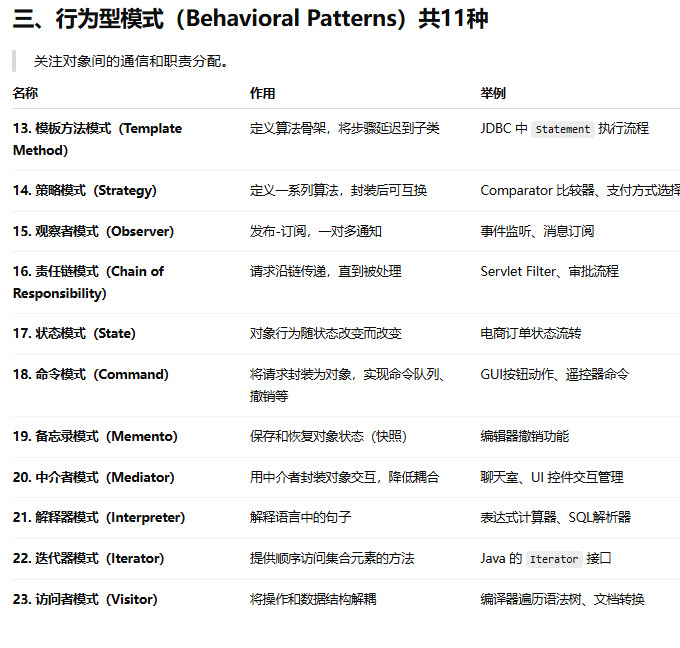 三、行为型模式（Behavioral Patterns）共11种
关注对象间的通信和职责分配。
名称 作用 举例
13. 模板方法模式（Template 定义算法骨架，将步骤延迟到子类 JDBC 中 Statement 执行流程
Method）
14. 策略模式（Strategy） 定义一系列算法，封装后可互换 Comparator 比较器、支付方式选择
15. 观察者模式（Observer） 发布-订阅，一对多通知 事件监听、消息订阅
16. 责任链模式（Chain of 请求沿链传递，直到被处理 Servlet Filter、审批流程
Responsibility）
17. 状态模式（State） 对象行为随状态改变而改变 电商订单状态流转
18. 命令模式（Command） 将请求封装为对象，实现命令队列、 GUI按钮动作、遥控器命令
撤销等
19. 备忘录模式（Memento） 保存和恢复对象状态（快照） 编辑器撤销功能
20. 中介者模式（Mediator） 用中介者封装对象交互，降低耦合 聊天室、UI 控件交互管理
21. 解释器模式（Interpreter） 解释语言中的句子 表达式计算器、SQL解析器
22. 迭代器模式（Iterator） 提供顺序访问集合元素的方法 Java 的 Iterator 接口
23. 访问者模式（Visitor） 将操作和数据结构解耦 编译器遍历语法树、文档转换